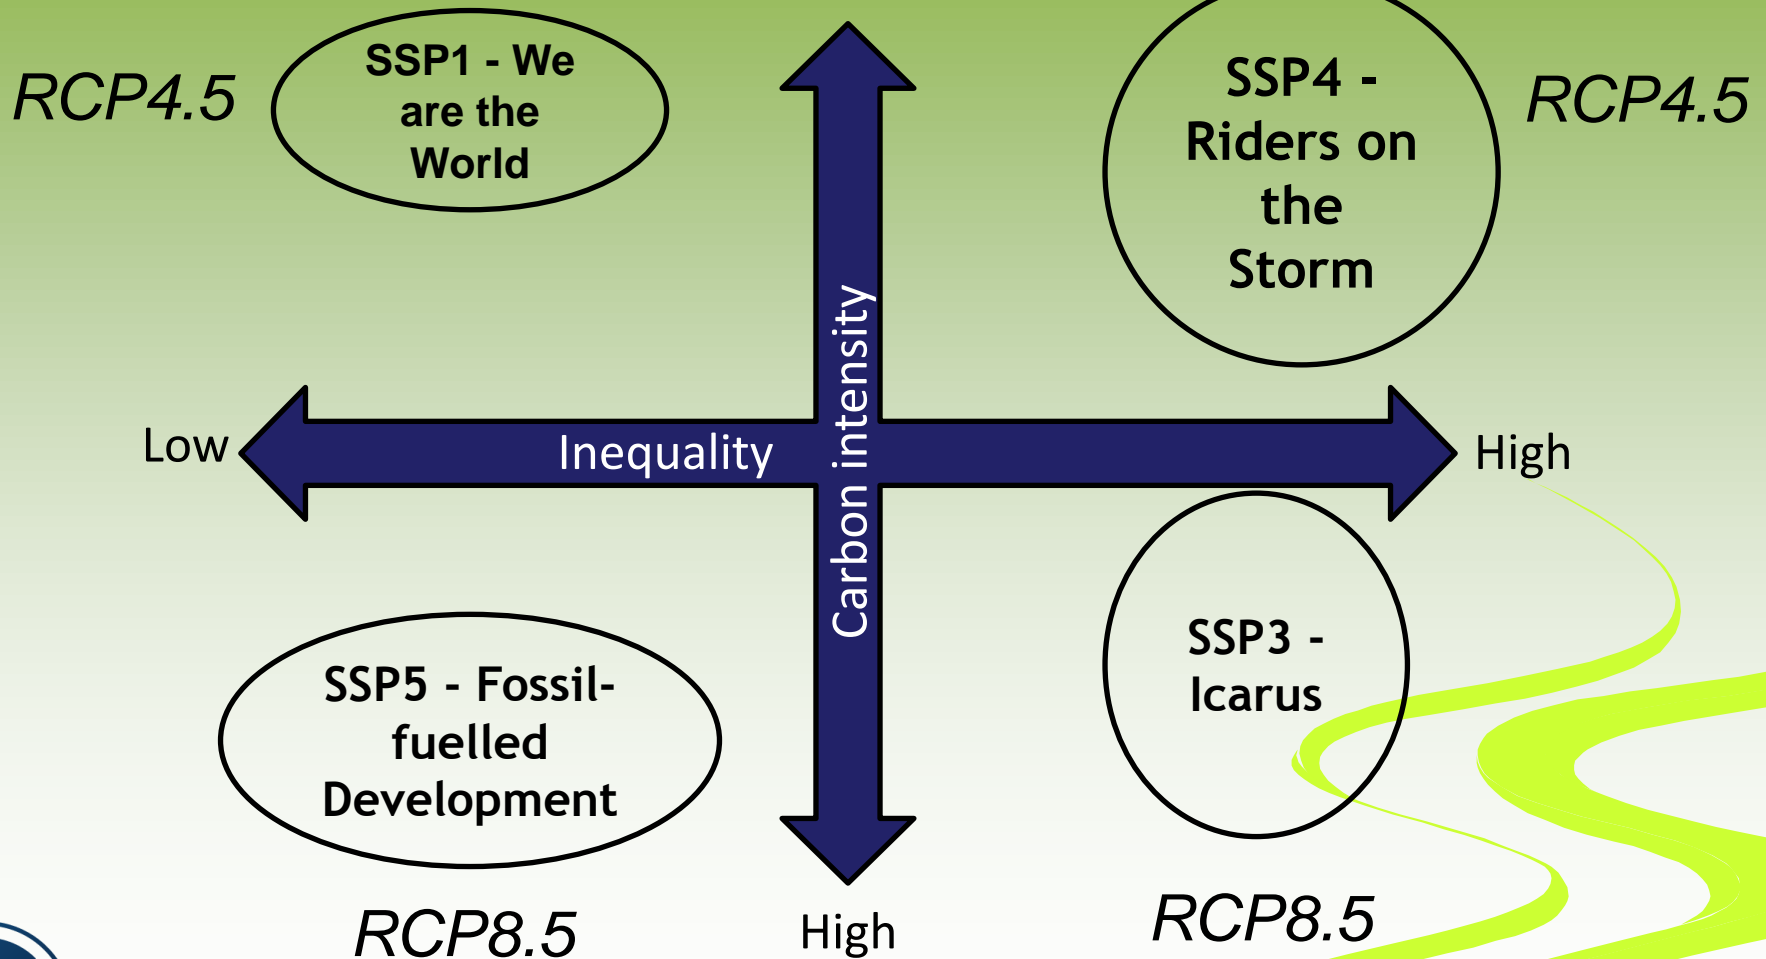 RCP4.5
SSP1 - We
are the
World
SSP4 -
Riders on
the
Storm
RCP4.5
Low
Inequality
Carbon intensity
High
SSP5 - Fossil-
fuelled
Development
SSP3 -
Icarus
RCP8.5
High
RCP8.5